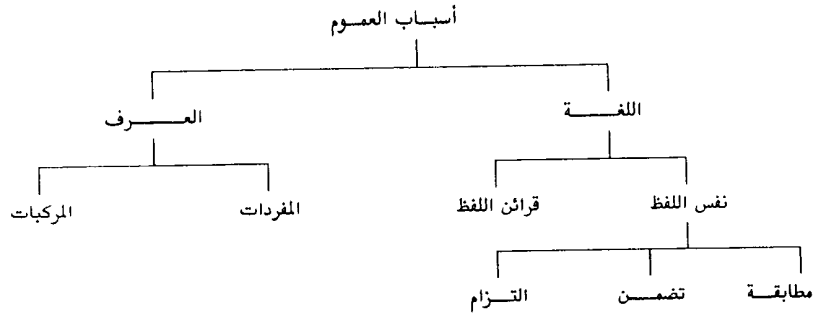 أسباب العموم
اللغة العرف
نفس اللفظ قرائن اللفظ المفردات المركبات
مطابقة تضمن التزام